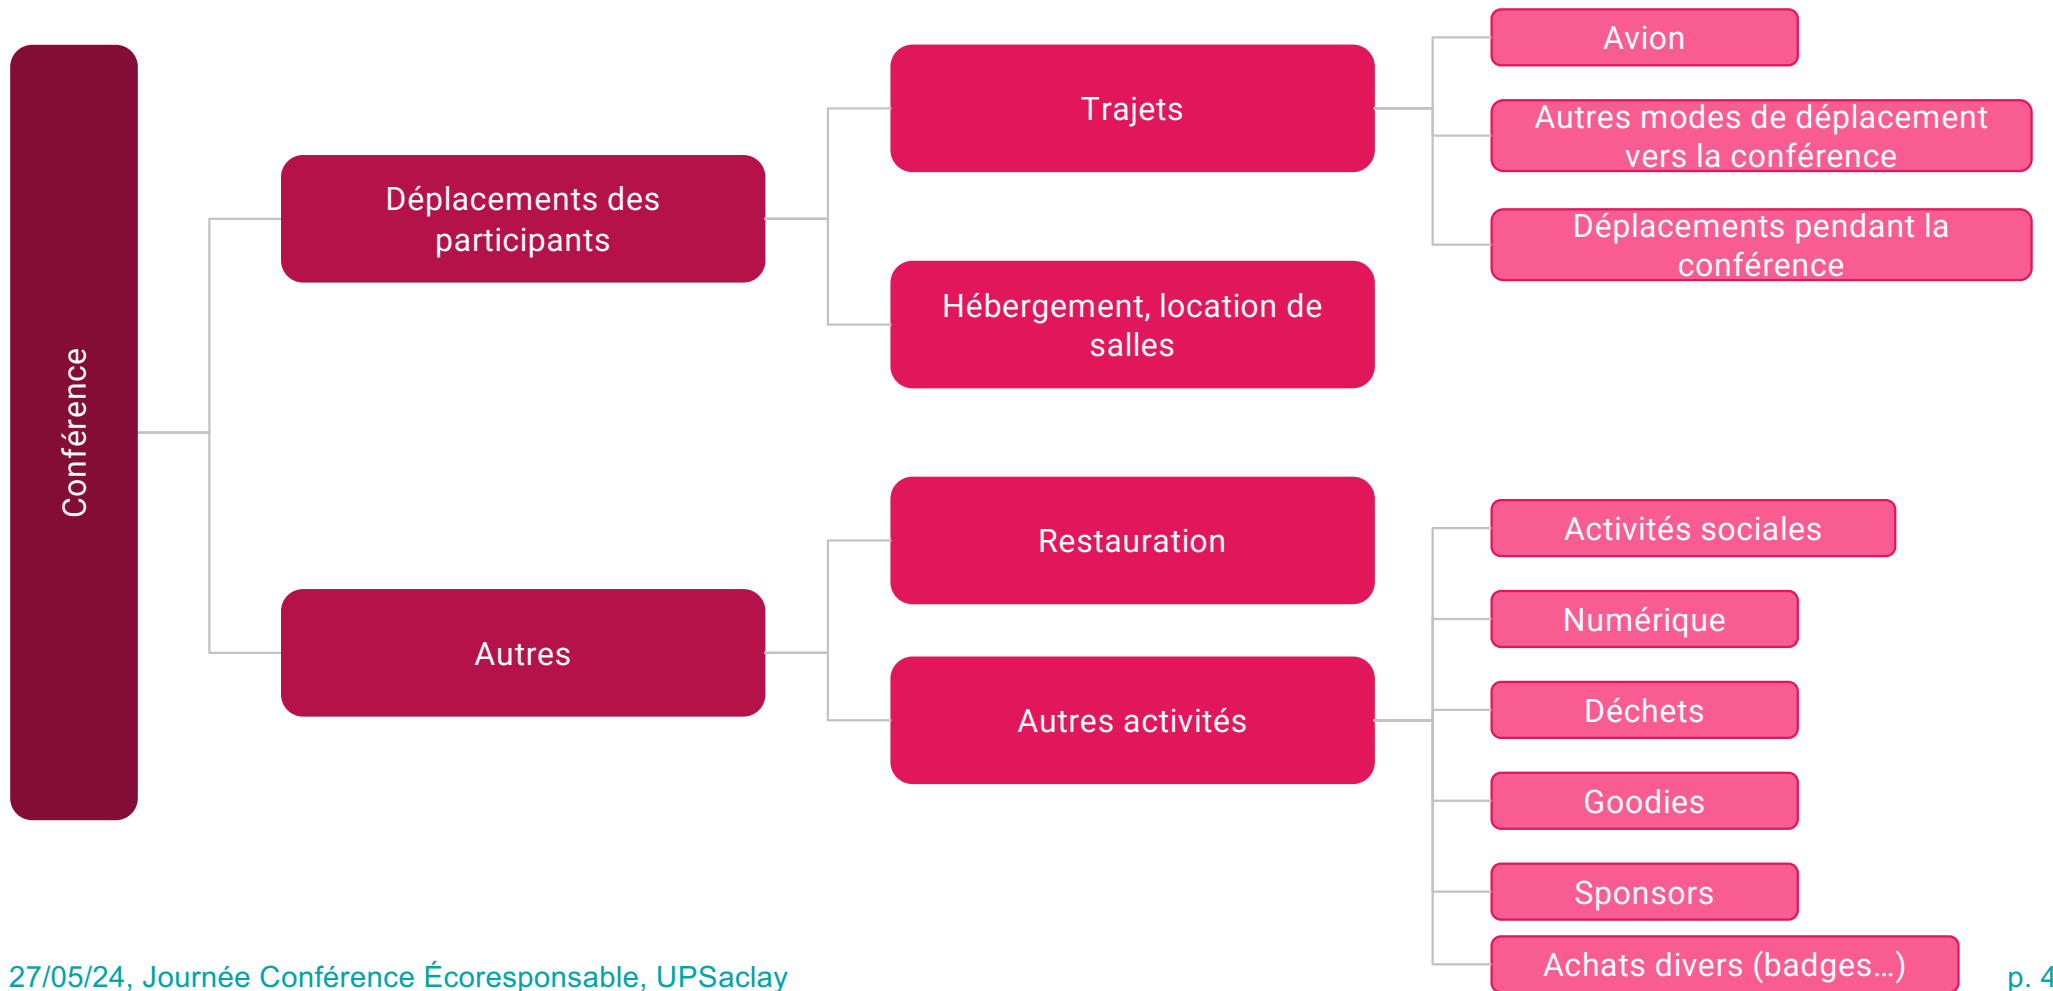 Conférence
Déplacements des
participants
Trajets
Avion
Autres modes de déplacement
vers la conférence
Déplacements pendant la
conférence
Hébergement, location de
salles
Autres
Restauration
Autres activités
Activités sociales
Numérique
Déchets
Goodies
Sponsors
Achats divers (badges…)
27/05/24, Journée Conférence Écoresponsable, UPSaclay
p. 4